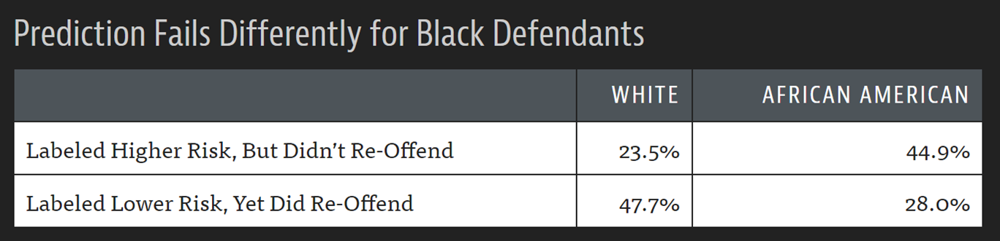 Prediction Fails Differently for Black Defendants
WHITE AFRICAN AMERICAN
Labeled Higher Risk, But Didn’t Re-Offend 23.5% 44.9%
Labeled Lower Risk, Yet Did Re-Offend 47.7% 28.0%